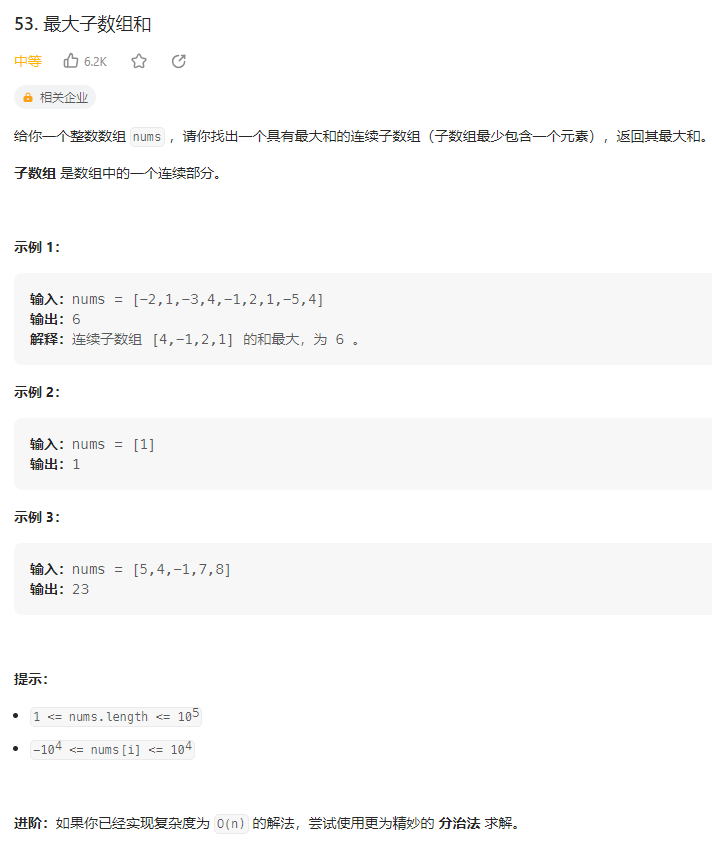 53. 最大子数组和
中等 6.2K
相关企业
给你一个整数数组 nums ，请你找出一个具有最大和的连续子数组（子数组最少包含一个元素），返回其最大和。
子数组 是数组中的一个连续部分。
示例 1：
输入：nums = [-2,1,-3,4,-1,2,1,-5,4]
输出：6
解释：连续子数组 [4,-1,2,1] 的和最大，为 6 。
示例 2：
输入：nums = [1]
输出：1
示例 3：
输入：nums = [5,4,-1,7,8]
输出：23
提示：
1 <= nums.length <= 10⁵
-10⁴ <= nums[i] <= 10⁴
进阶：如果你已经实现复杂度为 O(n) 的解法，尝试使用更为精妙的 分治法 求解。